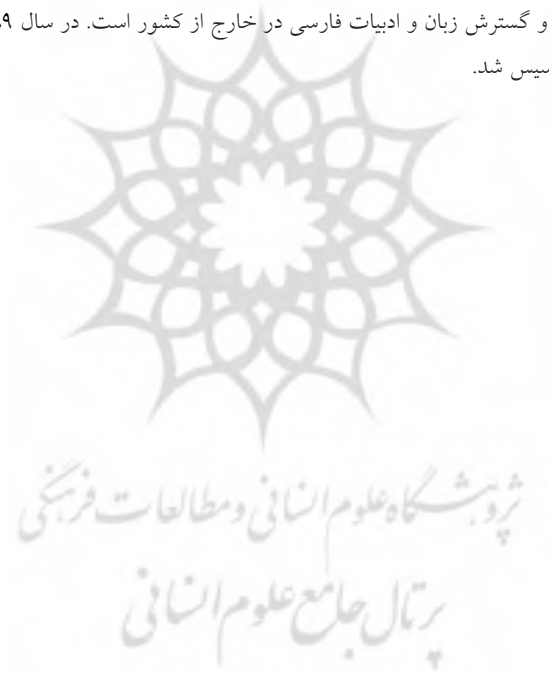 و گسترش زبان و ادبیات فارسی در خارج از کشور است. در سال
سیس شد.
پژوهشگاه علوم انسانی و مطالعات فرهنگی
پرتال جامع علوم انسانی